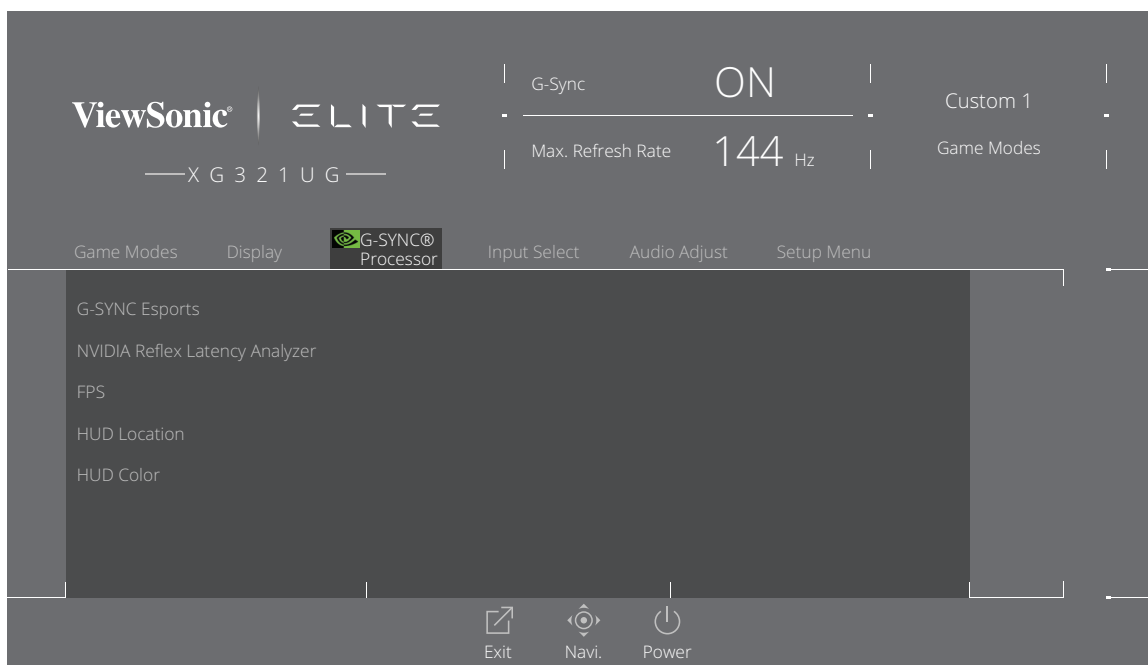 ViewSonic® | ELITE
XG321UG
G-Sync ON
Max. Refresh Rate 144 Hz
Custom 1
Game Modes
Game Modes
Display
G-SYNC®
Processor
Input Select
Audio Adjust
Setup Menu
G-SYNC Esports
NVIDIA Reflex Latency Analyzer
FPS
HUD Location
HUD Color
Exit
Navi.
Power